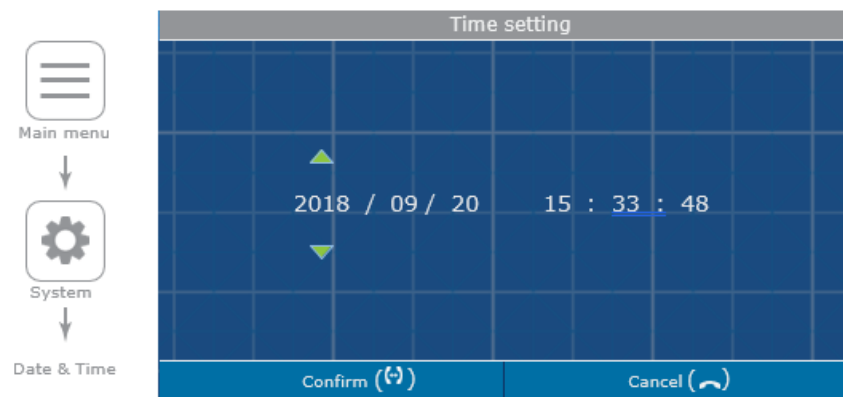 Time setting
Main menu
System
Date & Time
2018 / 09 / 20 15 : 33 : 48
Confirm ((··))
Cancel ( )